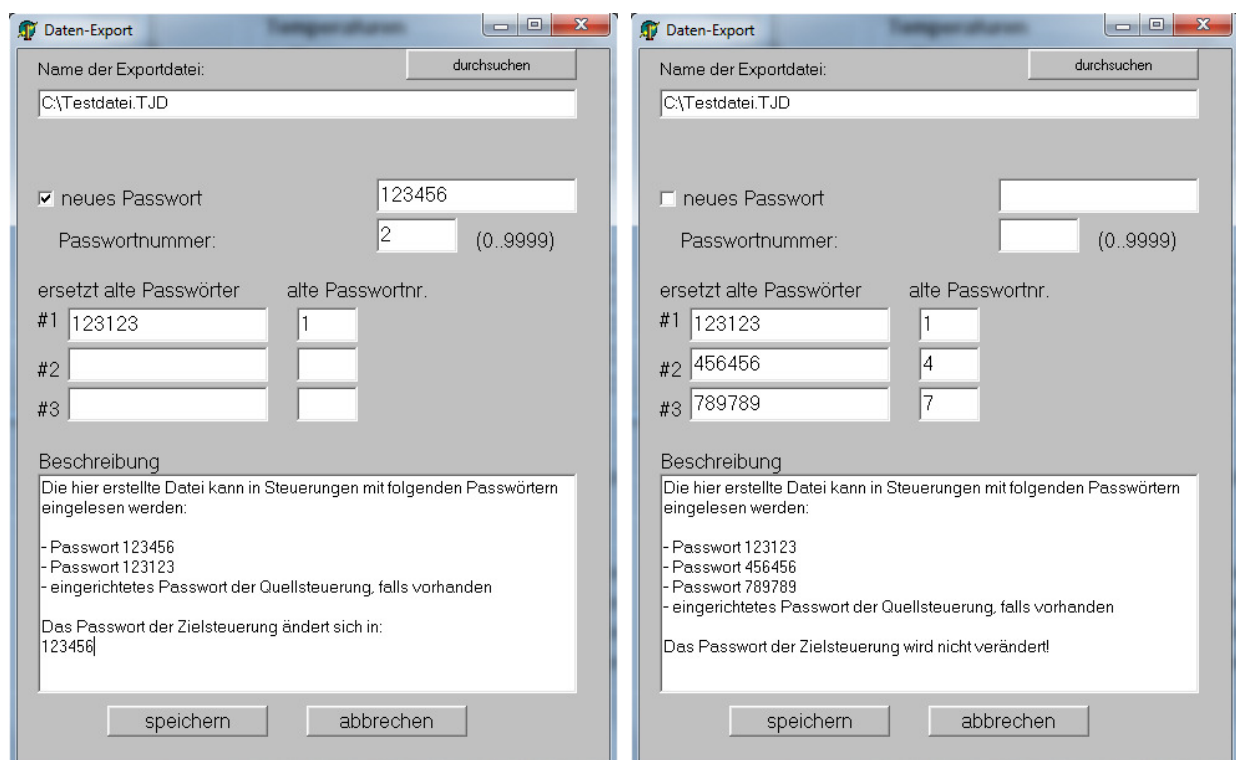 Daten-Export
Temperaturen
Name der Exportdatei:
durchsuchen
C:\Testdatei.TJD
neues Passwort
123456
Passwortnummer:
2
(0..9999)
ersetzt alte Passwörter
alte Passwortnr.
#1
123123
1
#2
#3
Beschreibung
Die hier erstellte Datei kann in Steuerungen mit folgenden Passwörtern
eingelesen werden:
- Passwort 123456
- Passwort 123123
- eingerichtetes Passwort der Quellsteuerung, falls vorhanden
Das Passwort der Zielsteuerung ändert sich in:
123456
speichern
abbrechen
Daten-Export
Temperaturen
Name der Exportdatei:
durchsuchen
C:\Testdatei.TJD
neues Passwort
Passwortnummer:
(0..9999)
ersetzt alte Passwörter
alte Passwortnr.
#1
123123
1
#2
456456
4
#3
789789
7
Beschreibung
Die hier erstellte Datei kann in Steuerungen mit folgenden Passwörtern
eingelesen werden:
- Passwort 123123
- Passwort 456456
- Passwort 789789
- eingerichtetes Passwort der Quellsteuerung, falls vorhanden
Das Passwort der Zielsteuerung wird nicht verändert!
speichern
abbrechen